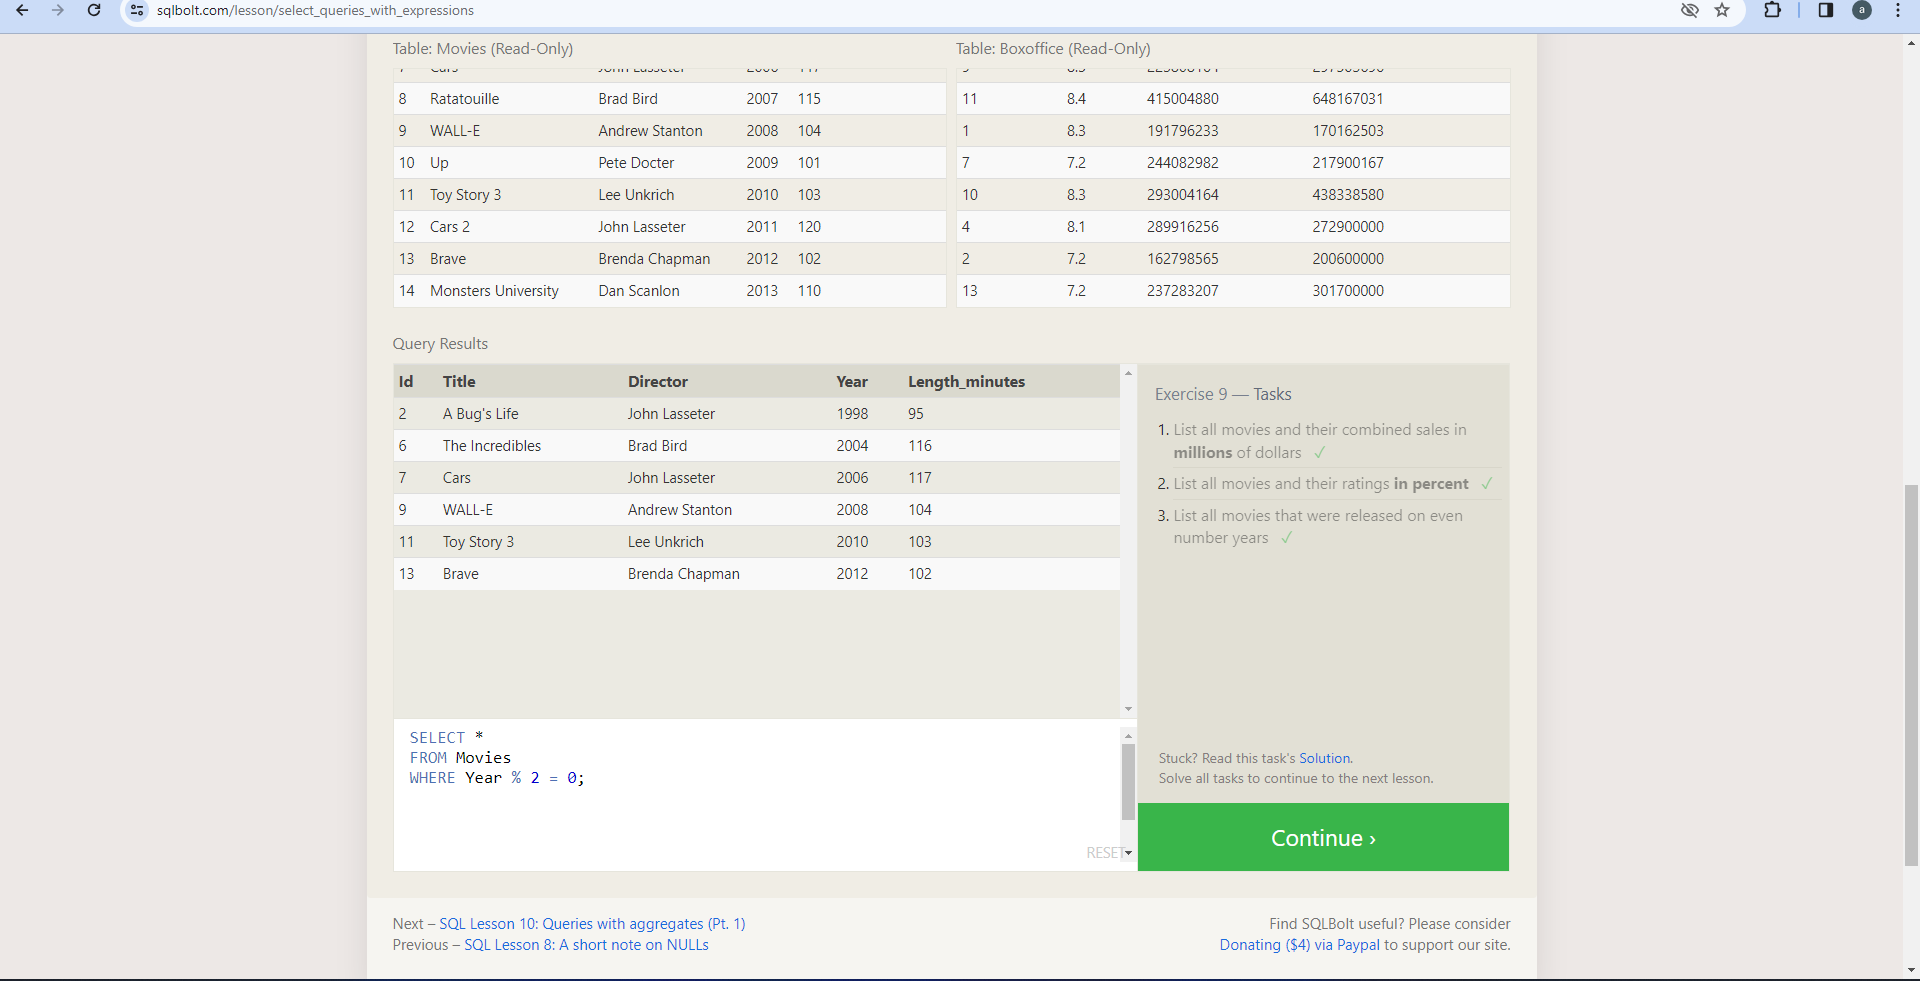 sqlbolt.com/lesson/select_queries_with_expressions
a
Table: Movies (Read-Only)
Table: Boxoffice (Read-Only)
8 Ratatouille Brad Bird 2007 115
9 WALL-E Andrew Stanton 2008 104
10 Up Pete Docter 2009 101
11 Toy Story 3 Lee Unkrich 2010 103
12 Cars 2 John Lasseter 2011 120
13 Brave Brenda Chapman 2012 102
14 Monsters University Dan Scanlon 2013 110
11 8.4 415004880 648167031
1 8.3 191796233 170162503
7 7.2 244082982 217900167
10 8.3 293004164 438338580
4 8.1 289916256 272900000
2 7.2 162798565 200600000
13 7.2 237283207 301700000
Query Results
Id Title Director Year Length_minutes
2 A Bug's Life John Lasseter 1998 95
6 The Incredibles Brad Bird 2004 116
7 Cars John Lasseter 2006 117
9 WALL-E Andrew Stanton 2008 104
11 Toy Story 3 Lee Unkrich 2010 103
13 Brave Brenda Chapman 2012 102
SELECT *
FROM Movies
WHERE Year % 2 = 0;
RESET
Exercise 9 — Tasks
1. List all movies and their combined sales in
millions of dollars ✓
2. List all movies and their ratings in percent ✓
3. List all movies that were released on even
number years ✓
Stuck? Read this task's Solution.
Solve all tasks to continue to the next lesson.
Continue ›
Next – SQL Lesson 10: Queries with aggregates (Pt. 1)
Previous – SQL Lesson 8: A short note on NULLs
Find SQLBolt useful? Please consider
Donating ($4) via Paypal to support our site.